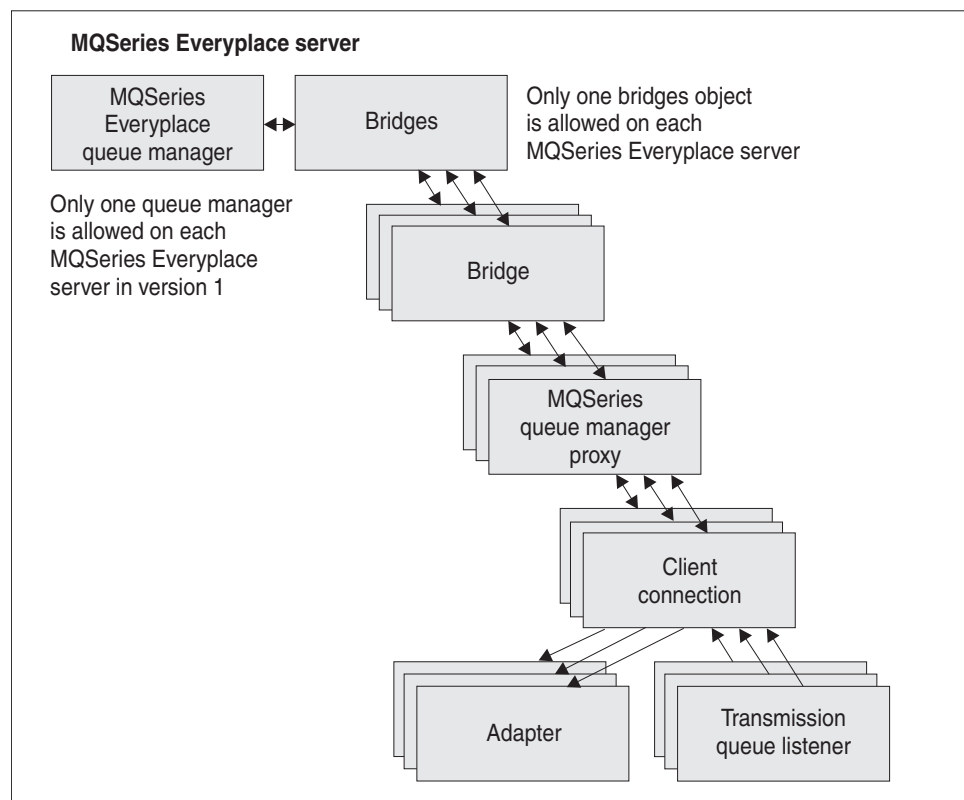 MQSeries Everyplace server
MQSeries
Everyplace
queue manager
Bridges
Only one bridges object
is allowed on each
MQSeries Everyplace server
Only one queue manager
is allowed on each
MQSeries Everyplace
server in version 1
Bridge
MQSeries
queue manager
proxy
Client
connection
Adapter
Transmission
queue listener